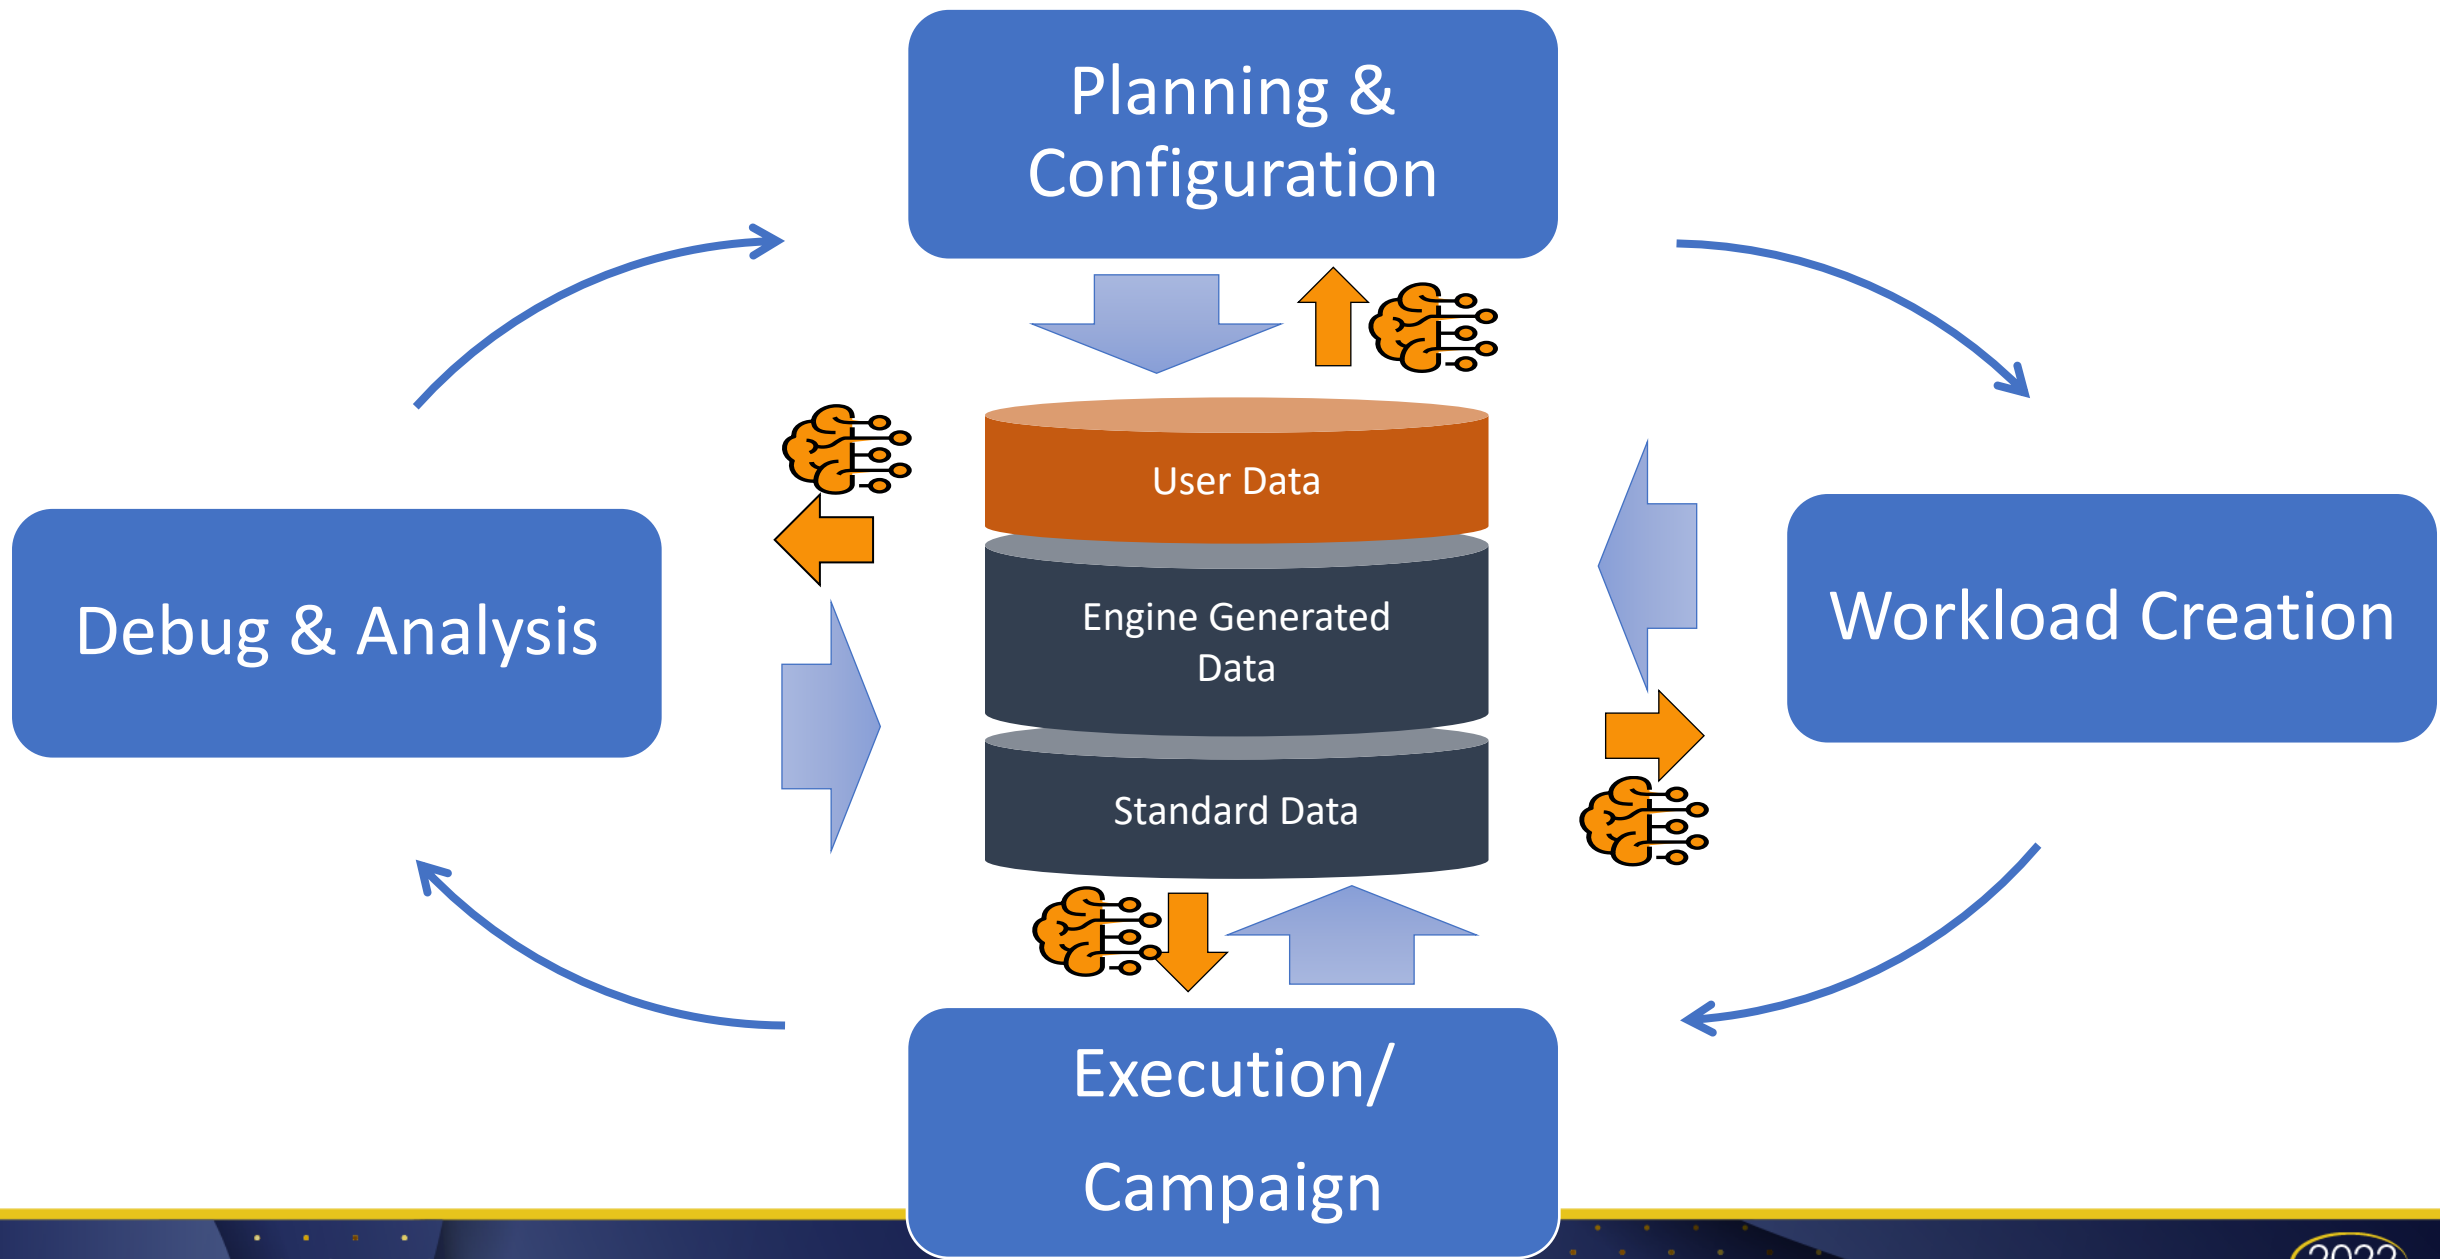 Planning &
Configuration
User Data
Engine Generated
Data
Standard Data
Debug & Analysis
Workload Creation
Execution/
Campaign